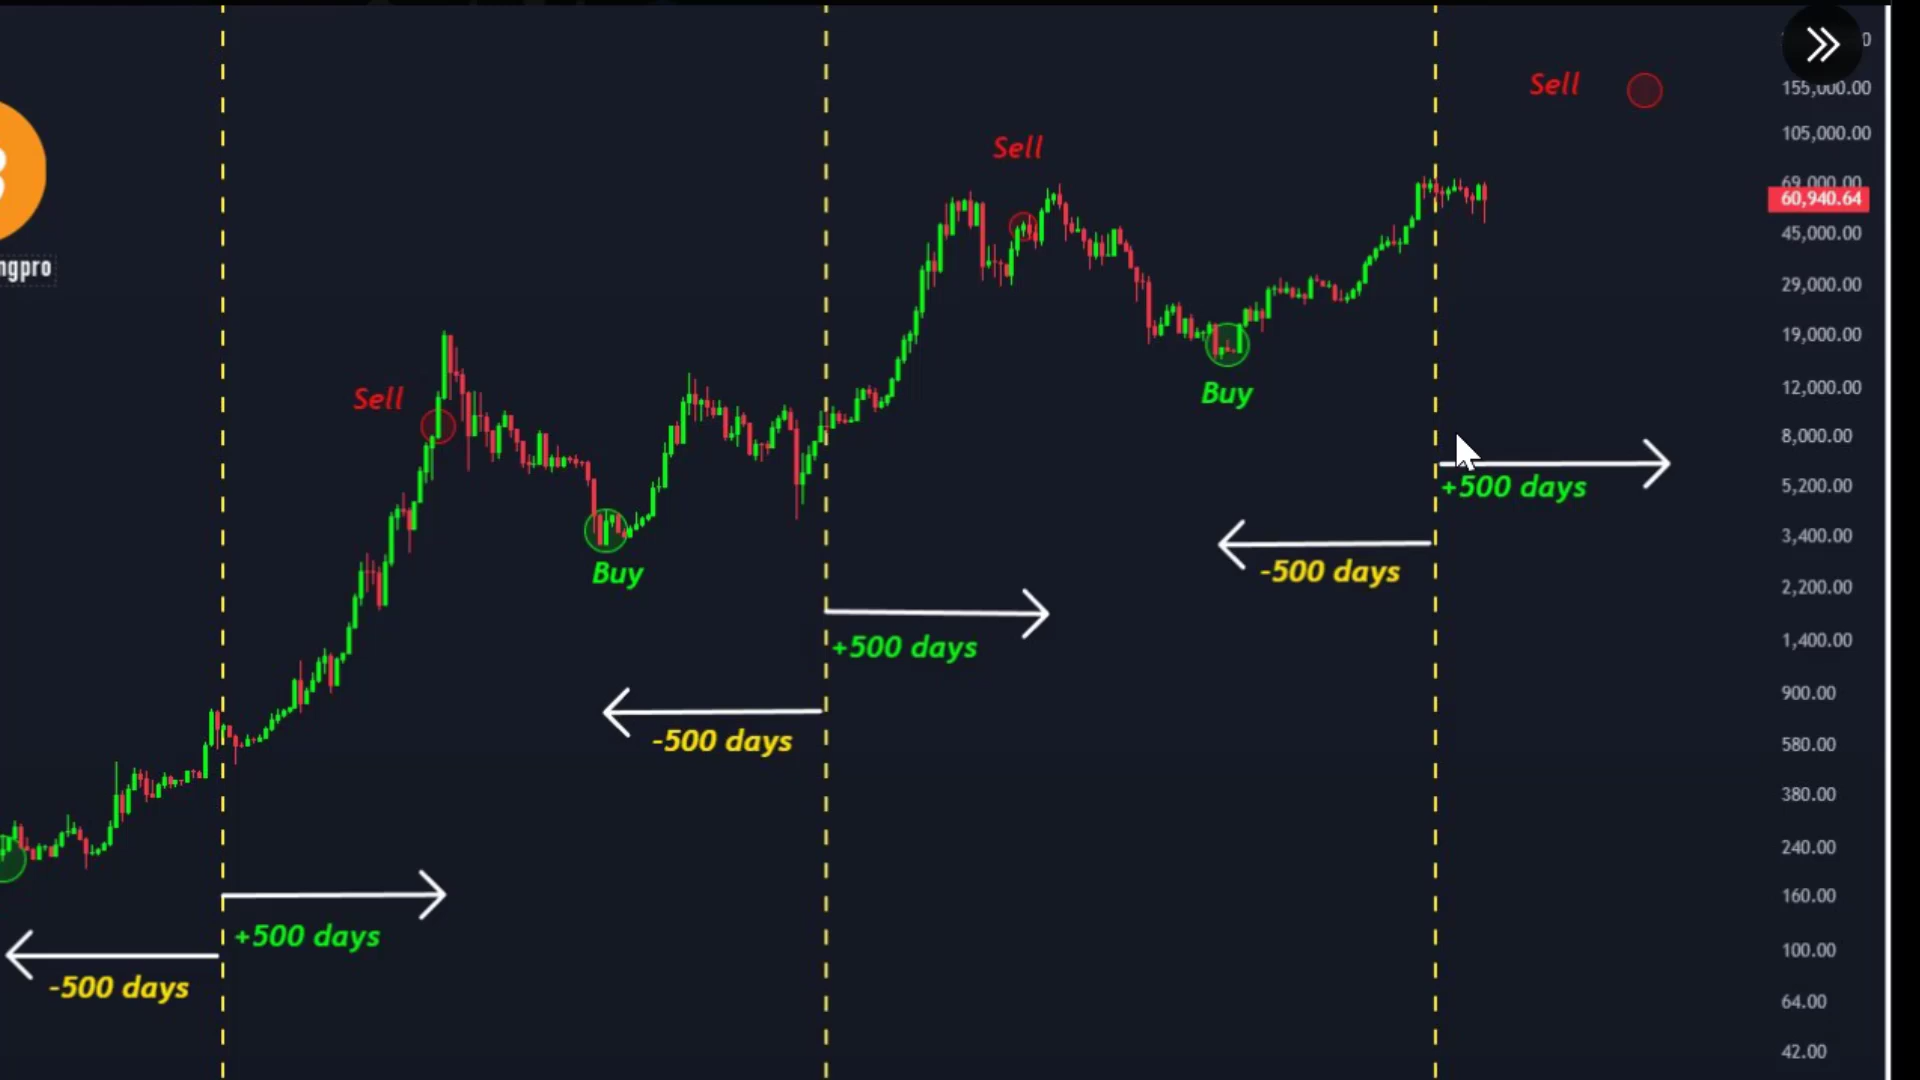 Sell
155,000.00
105,000.00
Sell
69,000.00
60,940.64
45,000.00
ngpro
29,000.00
19,000.00
Sell
Buy
12,000.00
8,000.00
+500 days
5,200.00
3,400.00
Buy
-500 days
2,200.00
+500 days
1,400.00
900.00
-500 days
580.00
380.00
240.00
160.00
+500 days
100.00
-500 days
64.00
42.00